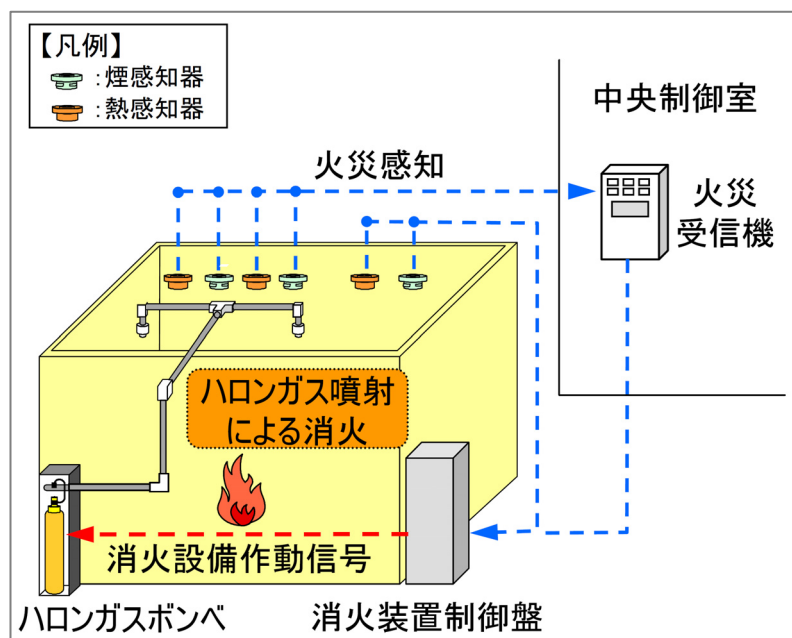 【凡例】
：煙感知器
：熱感知器
中央制御室
火災感知
火災
受信機
ハロンガス噴射
による消火
消火設備作動信号
ハロンガスボンベ
消火装置制御盤